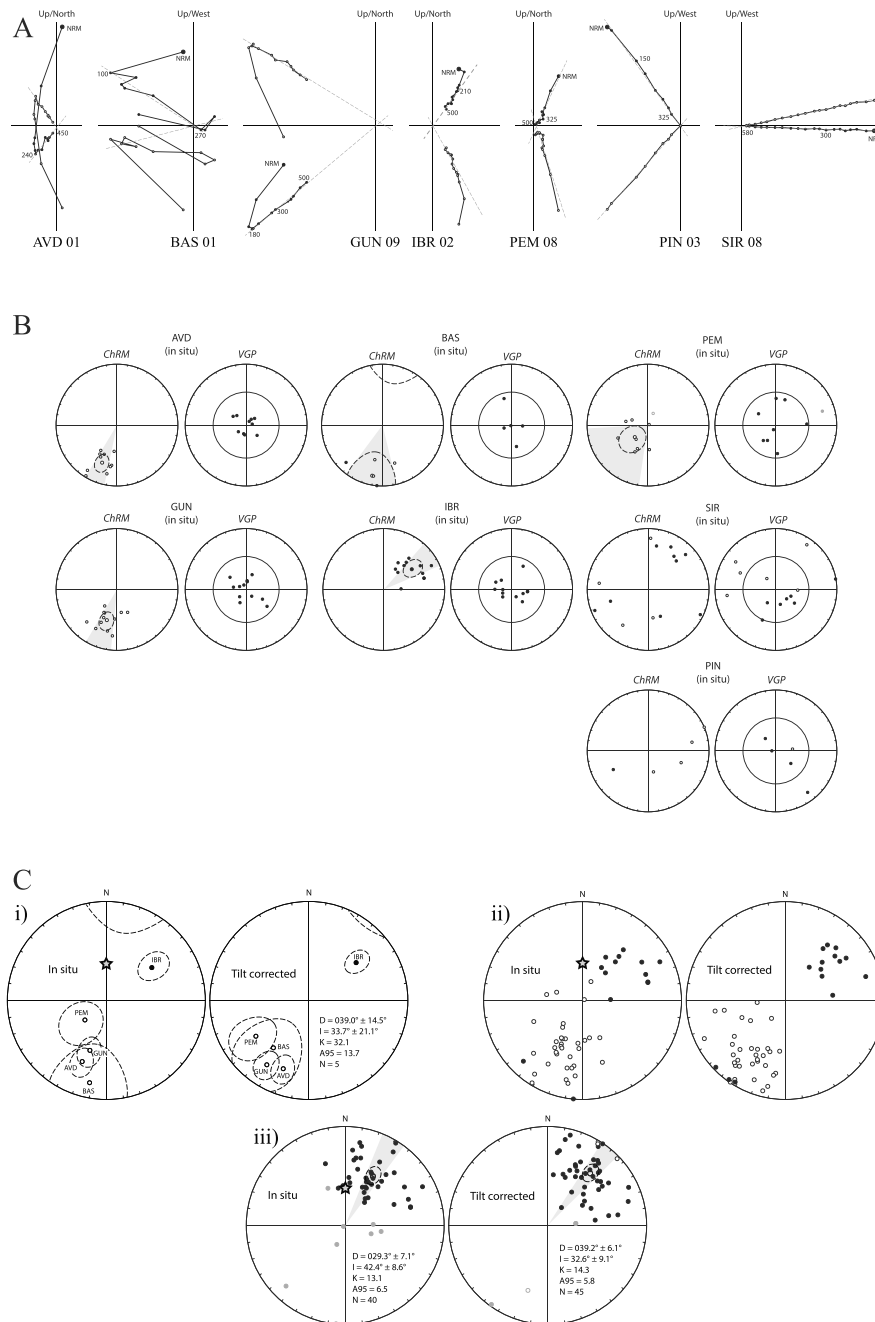 A
Up/North
Up/West
Up/North
Up/North
Up/North
Up/West
Up/West
NRM
450
240
AVD 01
100
NRM
270
BAS 01
NRM
500
300
180
GUN 09
NRM
210
500
IBR 02
NRM
500
325
PEM 08
NRM
150
325
PIN 03
580
300
SIR 08
B
AVD
(in situ)
ChRM
VGP
BAS
(in situ)
ChRM
VGP
PEM
(in situ)
ChRM
VGP
GUN
(in situ)
ChRM
VGP
IBR
(in situ)
ChRM
VGP
SIR
(in situ)
ChRM
VGP
PIN
(in situ)
ChRM
VGP
C
i)
N
In situ
IBR
PEM
GUN
AVD
BAS
N
Tilt corrected
IBR
PEM
BAS
GUN
AVD
D = 039.0° ± 14.5°
I = 33.7° ± 21.1°
K = 32.1
A95 = 13.7
N = 5
ii)
N
In situ
N
Tilt corrected
iii)
N
In situ
D = 029.3° ± 7.1°
I = 42.4° ± 8.6°
K = 13.1
A95 = 6.5
N = 40
N
Tilt corrected
D = 039.2° ± 6.1°
I = 32.6° ± 9.1°
K = 14.3
A95 = 5.8
N = 45